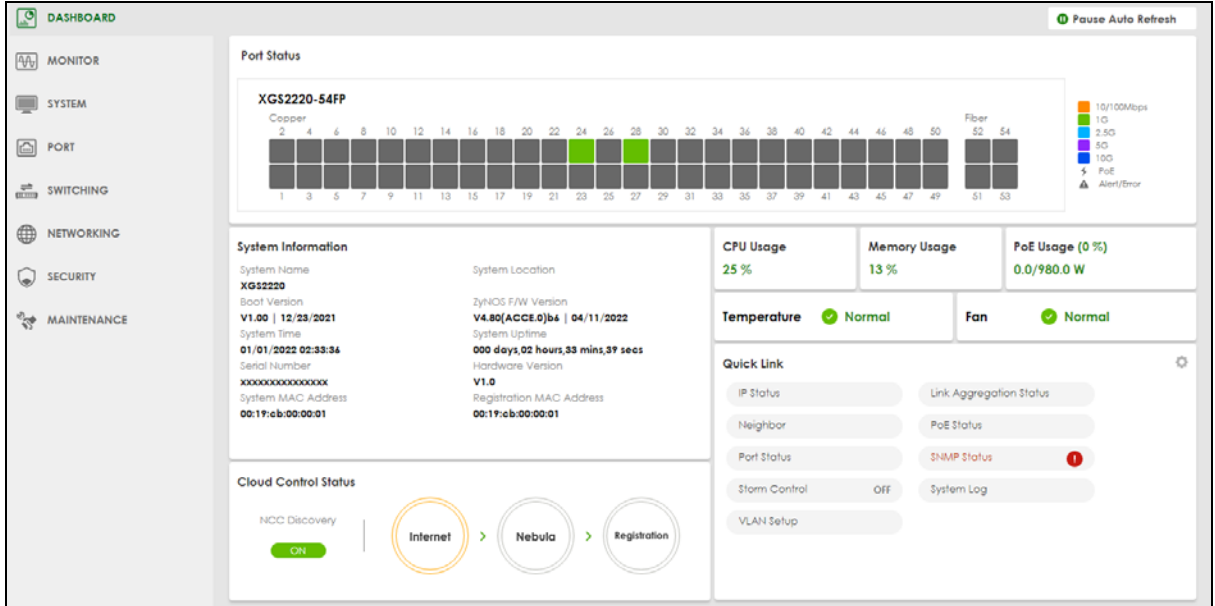 DASHBOARD
Pause Auto Refresh
MONITOR
SYSTEM
PORT
SWITCHING
NETWORKING
SECURITY
MAINTENANCE
Port Status
XGS2220-54FP
Copper
Fiber
2 4 6 8 10 12 14 16 18 20 22 24 26 28 30 32 34 36 38 40 42 44 46 48 50 52 54
1 3 5 7 9 11 13 15 17 19 21 23 25 27 29 31 33 35 37 39 41 43 45 47 49 51 53
10/100Mbps
1G
2.5G
5G
10G
PoE
Alert/Error
System Information
System Name
System Location
XGS2220
Boot Version
ZyNOS F/W Version
V1.00 | 12/23/2021
V4.80(ACCE.0)b6 | 04/11/2022
System Time
System Uptime
01/01/2022 02:33:36
000 days,02 hours,33 mins,39 secs
Serial Number
Hardware Version
xxxxxxxxxxxxxxx
V1.0
System MAC Address
Registration MAC Address
00:19:cb:00:00:01
00:19:cb:00:00:01
CPU Usage
25 %
Memory Usage
13 %
PoE Usage (0 %)
0.0/980.0 W
Temperature
Normal
Fan
Normal
Quick Link
IP Status
Link Aggregation Status
Neighbor
PoE Status
Port Status
SNMP Status
Storm Control OFF
System Log
VLAN Setup
Cloud Control Status
NCC Discovery
ON
Internet
Nebula
Registration